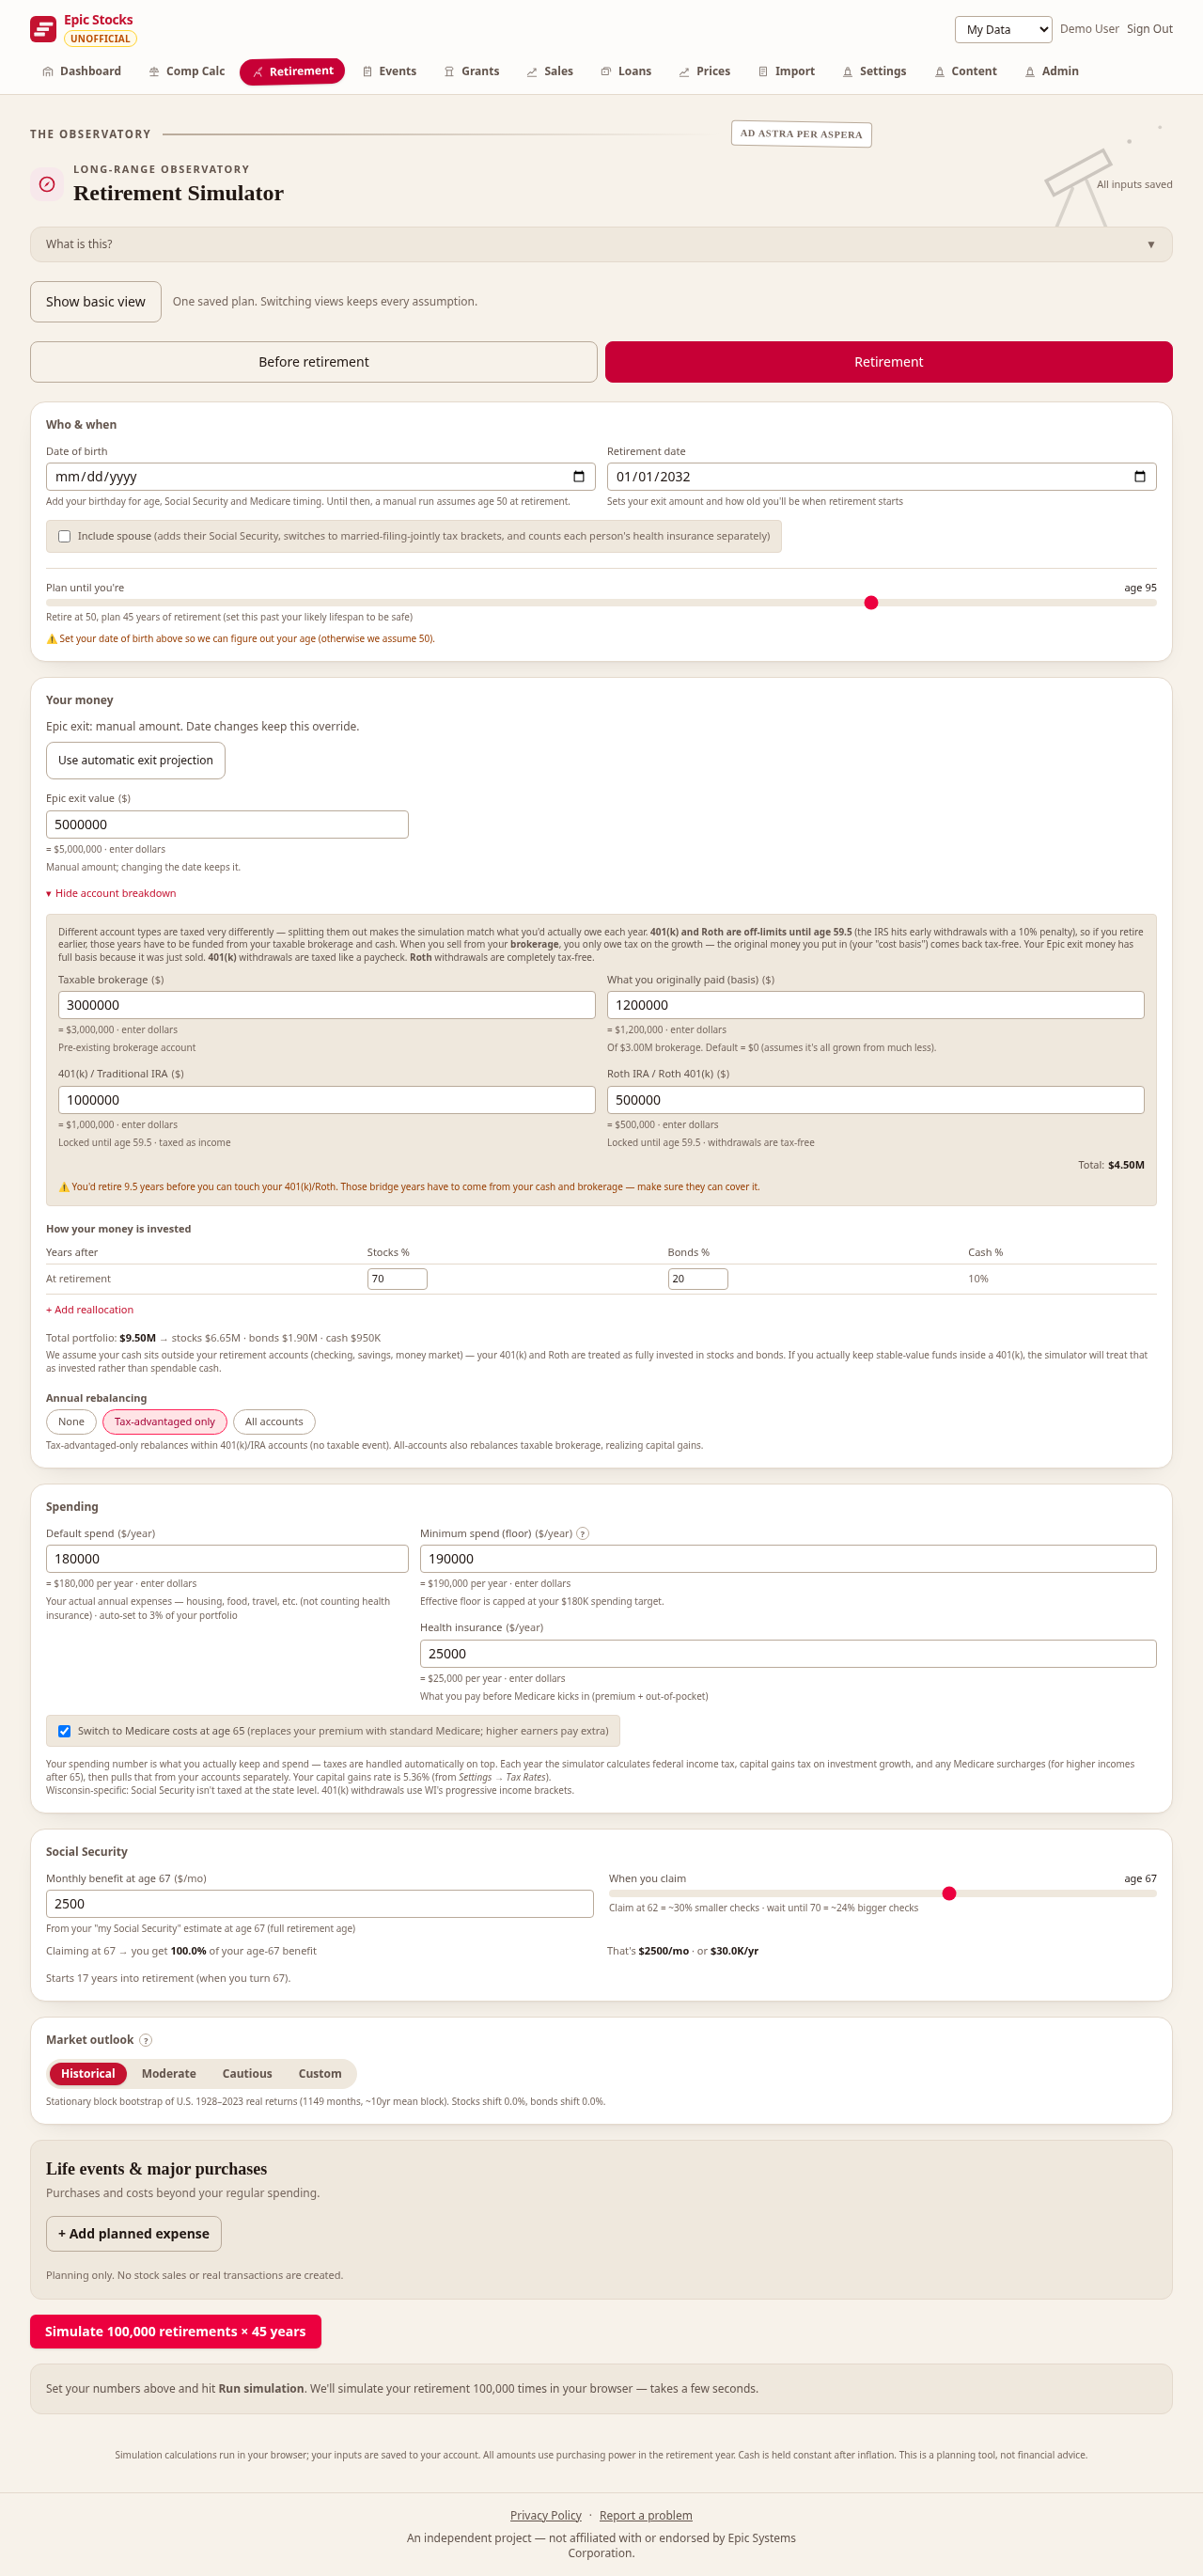 Epic Stocks
UNOFFICIAL
My Data
Demo User
Sign Out
Dashboard
Comp Calc
Retirement
Events
Grants
Sales
Loans
Prices
Import
Settings
Content
Admin
THE OBSERVATORY
AD ASTRA PER ASPERA
LONG-RANGE OBSERVATORY
Retirement Simulator
All inputs saved
What is this?
▼
Show basic view
One saved plan. Switching views keeps every assumption.
Before retirement
Retirement
Who & when
Date of birth
Retirement date
mm/dd/yyyy
01/01/2032
Add your birthday for age, Social Security and Medicare timing. Until then, a manual run assumes age 50 at retirement.
Sets your exit amount and how old you'll be when retirement starts
Include spouse (adds their Social Security, switches to married-filing-jointly tax brackets, and counts each person's health insurance separately)
Plan until you're
age 95
Retire at 50, plan 45 years of retirement (set this past your likely lifespan to be safe)
⚠️ Set your date of birth above so we can figure out your age (otherwise we assume 50).
Your money
Epic exit: manual amount. Date changes keep this override.
Use automatic exit projection
Epic exit value ($)
5000000
= $5,000,000 · enter dollars
Manual amount; changing the date keeps it.
▾ Hide account breakdown
Different account types are taxed very differently — splitting them out makes the simulation match what you'd actually owe each year. 401(k) and Roth are off-limits until age 59.5 (the IRS hits early withdrawals with a 10% penalty), so if you retire
earlier, those years have to be funded from your taxable brokerage and cash. When you sell from your brokerage, you only owe tax on the growth — the original money you put in (your "cost basis") comes back tax-free. Your Epic exit money has
full basis because it was just sold. 401(k) withdrawals are taxed like a paycheck. Roth withdrawals are completely tax-free.
Taxable brokerage ($)
What you originally paid (basis) ($)
3000000
1200000
= $3,000,000 · enter dollars
= $1,200,000 · enter dollars
Pre-existing brokerage account
Of $3.00M brokerage. Default = $0 (assumes it's all grown from much less).
401(k) / Traditional IRA ($)
Roth IRA / Roth 401(k) ($)
1000000
500000
= $1,000,000 · enter dollars
= $500,000 · enter dollars
Locked until age 59.5 · taxed as income
Locked until age 59.5 · withdrawals are tax-free
Total: $4.50M
⚠️ You'd retire 9.5 years before you can touch your 401(k)/Roth. Those bridge years have to come from your cash and brokerage — make sure they can cover it.
How your money is invested
Years after
Stocks %
Bonds %
Cash %
At retirement
70
20
10%
+ Add reallocation
Total portfolio: $9.50M → stocks $6.65M · bonds $1.90M · cash $950K
We assume your cash sits outside your retirement accounts (checking, savings, money market) — your 401(k) and Roth are treated as fully invested in stocks and bonds. If you actually keep stable-value funds inside a 401(k), the simulator will treat that
as invested rather than spendable cash.
Annual rebalancing
None
Tax-advantaged only
All accounts
Tax-advantaged-only rebalances within 401(k)/IRA accounts (no taxable event). All-accounts also rebalances taxable brokerage, realizing capital gains.
Spending
Default spend ($/year)
Minimum spend (floor) ($/year) ?
180000
190000
= $180,000 per year · enter dollars
= $190,000 per year · enter dollars
Your actual annual expenses — housing, food, travel, etc. (not counting health
insurance) · auto-set to 3% of your portfolio
Effective floor is capped at your $180K spending target.
Health insurance ($/year)
25000
= $25,000 per year · enter dollars
What you pay before Medicare kicks in (premium + out-of-pocket)
Switch to Medicare costs at age 65 (replaces your premium with standard Medicare; higher earners pay extra)
Your spending number is what you actually keep and spend — taxes are handled automatically on top. Each year the simulator calculates federal income tax, capital gains tax on investment growth, and any Medicare surcharges (for higher incomes
after 65), then pulls that from your accounts separately. Your capital gains rate is 5.36% (from Settings → Tax Rates).
Wisconsin-specific: Social Security isn't taxed at the state level. 401(k) withdrawals use WI's progressive income brackets.
Social Security
Monthly benefit at age 67 ($/mo)
When you claim
age 67
2500
Claim at 62 = ~30% smaller checks · wait until 70 = ~24% bigger checks
From your "my Social Security" estimate at age 67 (full retirement age)
Claiming at 67 → you get 100.0% of your age-67 benefit
That's $2500/mo · or $30.0K/yr
Starts 17 years into retirement (when you turn 67).
Market outlook ?
Historical
Moderate
Cautious
Custom
Stationary block bootstrap of U.S. 1928–2023 real returns (1149 months, ~10yr mean block). Stocks shift 0.0%, bonds shift 0.0%.
Life events & major purchases
Purchases and costs beyond your regular spending.
+ Add planned expense
Planning only. No stock sales or real transactions are created.
Simulate 100,000 retirements × 45 years
Set your numbers above and hit Run simulation. We'll simulate your retirement 100,000 times in your browser — takes a few seconds.
Simulation calculations run in your browser; your inputs are saved to your account. All amounts use purchasing power in the retirement year. Cash is held constant after inflation. This is a planning tool, not financial advice.
Privacy Policy · Report a problem
An independent project — not affiliated with or endorsed by Epic Systems
Corporation.